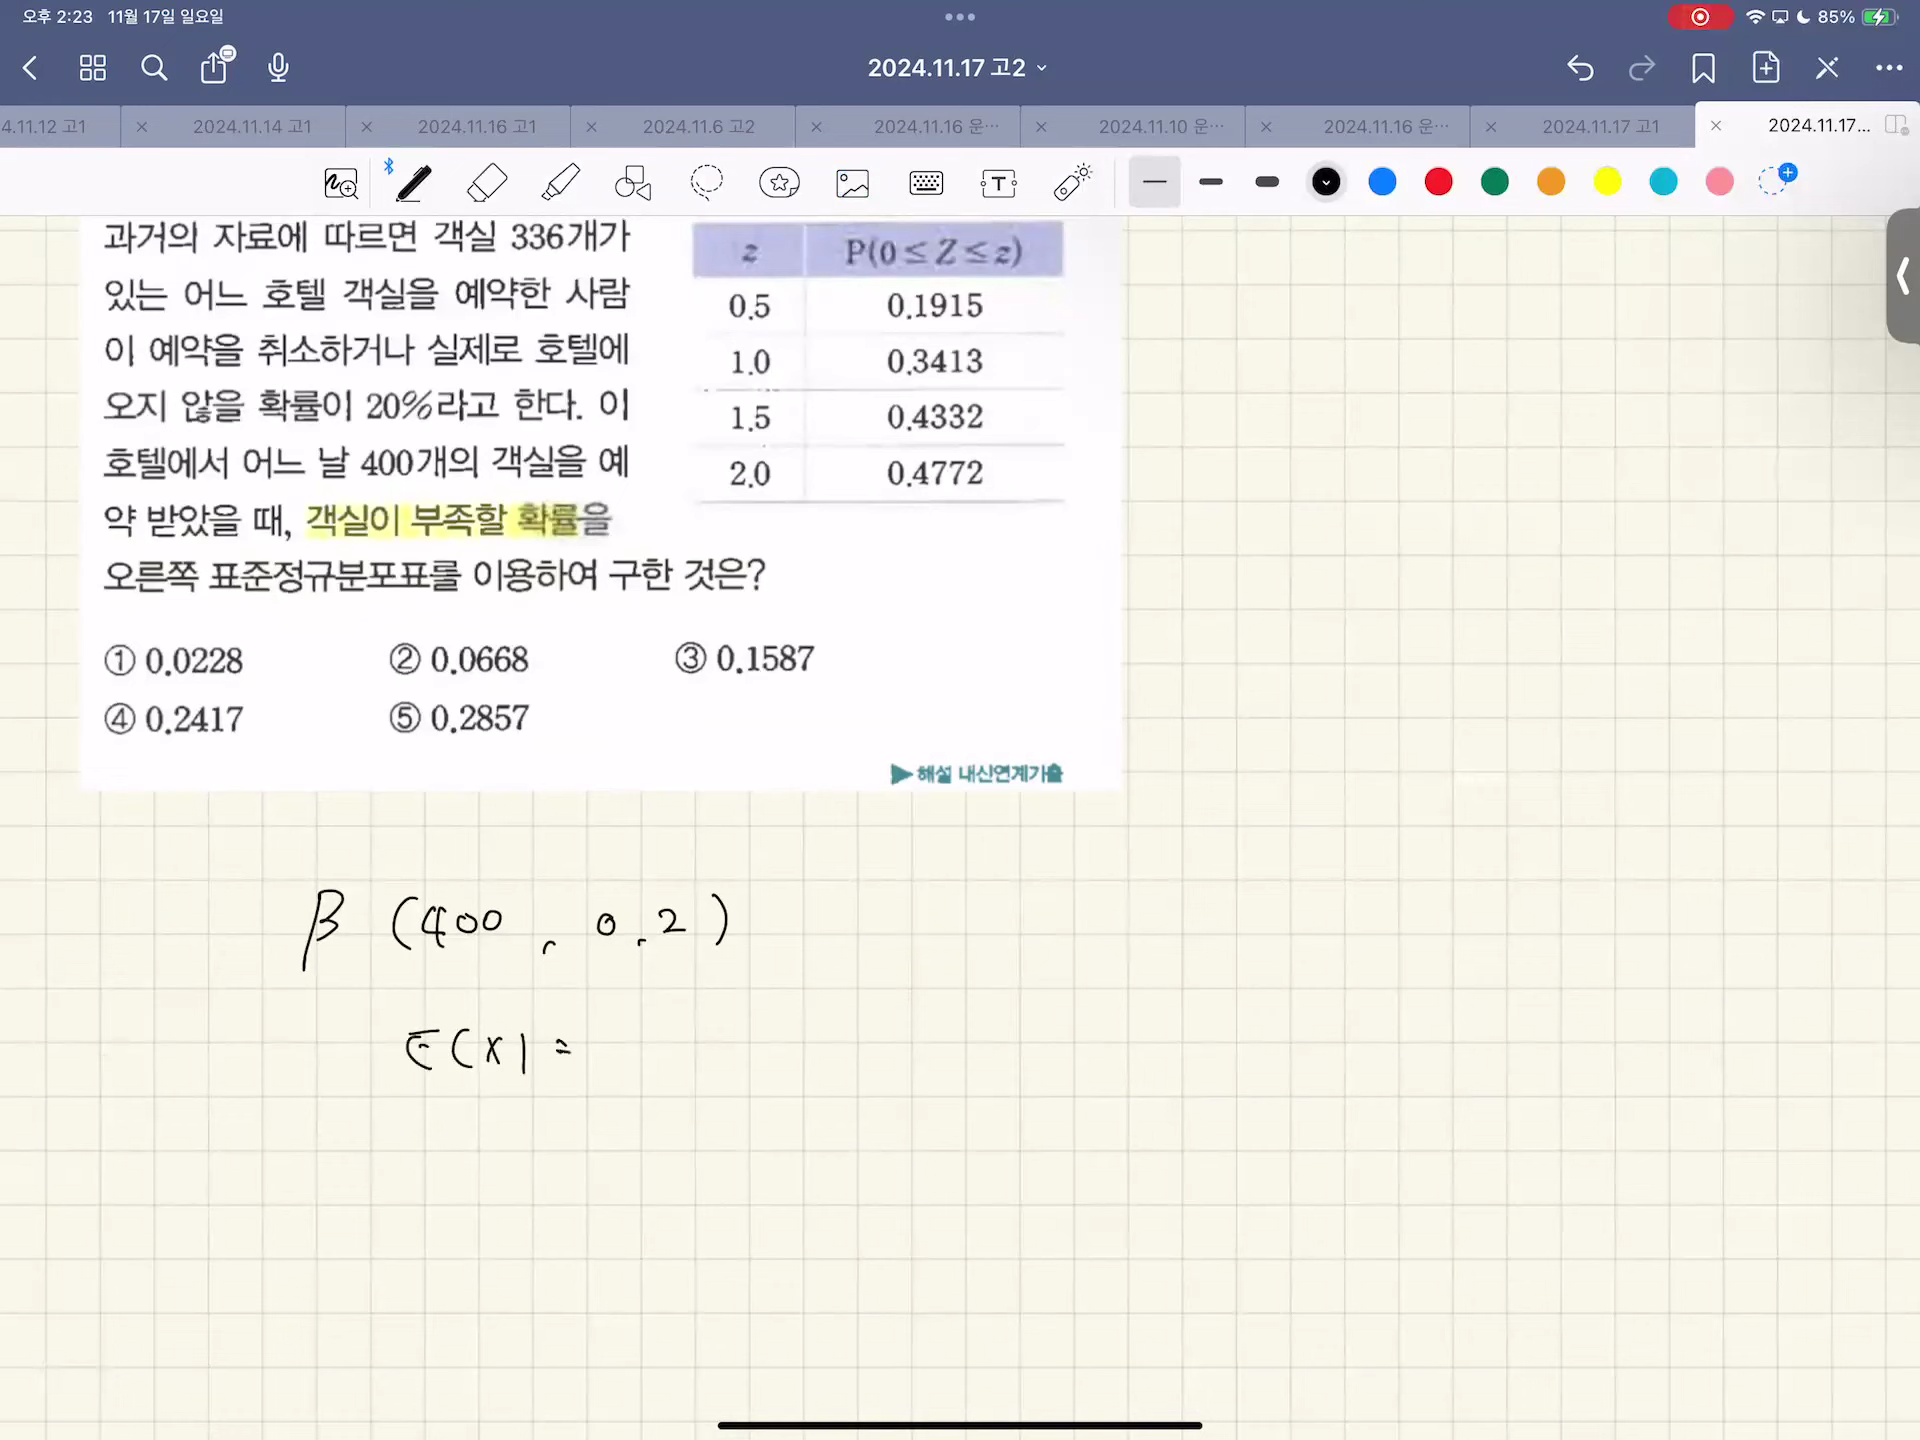 오후 2:23 11월 17일 일요일
85%
2024.11.17 고2
4.11.12 고1
2024.11.14 고1
2024.11.16 고1
2024.11.6 고2
2024.11.16 운…
2024.11.10 운…
2024.11.16 운…
2024.11.17 고1
2024.11.17...
과거의 자료에 따르면 객실 336개가
있는 어느 호텔 객실을 예약한 사람
이 예약을 취소하거나 실제로 호텔에
오지 않을 확률이 20%라고 한다. 이
호텔에서 어느 날 400개의 객실을 예
약 받았을 때, 객실이 부족할 확률을
오른쪽 표준정규분포표를 이용하여 구한 것은?
z P(0≤Z≤z)
0.5 0.1915
1.0 0.3413
1.5 0.4332
2.0 0.4772
① 0.0228 ② 0.0668 ③ 0.1587
④ 0.2417 ⑤ 0.2857
▶해설 내신연계기출
B (400, 0.2)
E(X) =